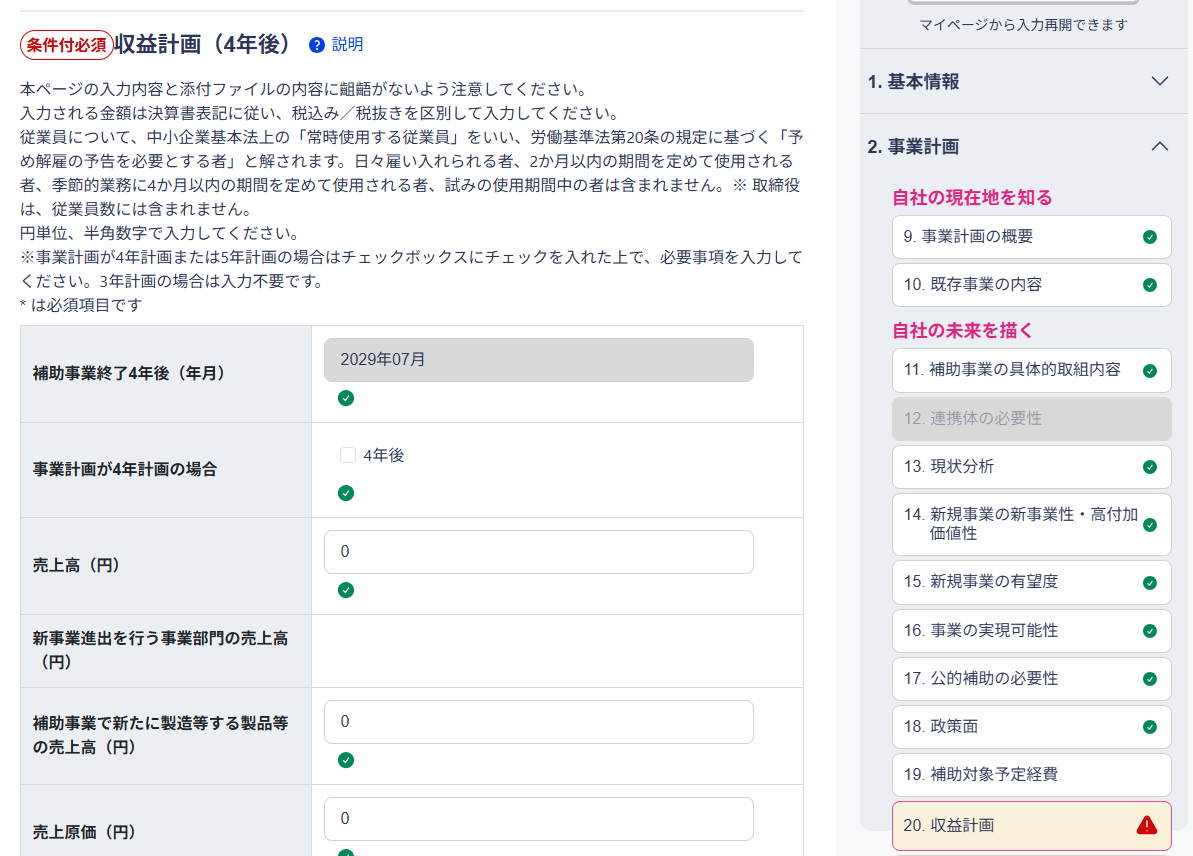 条件付必須 収益計画（4年後） ? 説明
本ページの入力内容と添付ファイルの内容に齟齬がないよう注意してください。
入力される金額は決算書表記に従い、税込み／税抜きを区別して入力してください。
従業員について、中小企業基本法上の「常時使用する従業員」をいい、労働基準法第20条の規定に基づく「予
め解雇の予告を必要とする者」と解されます。日々雇い入れられる者、2か月以内の期間を定めて使用される
者、季節的業務に4か月以内の期間を定めて使用される者、試みの使用期間中の者は含まれません。※ 取締役
は、従業員数には含まれません。
円単位、半角数字で入力してください。
※事業計画が4年計画または5年計画の場合はチェックボックスにチェックを入れた上で、必要事項を入力して
ください。3年計画の場合は入力不要です。
* は必須項目です
補助事業終了4年後（年月）
2029年07月
事業計画が4年計画の場合
4年後
売上高（円）
0
新事業進出を行う事業部門の売上高
（円）
補助事業で新たに製造等する製品等
の売上高（円）
0
売上原価（円）
0
マイページから入力再開できます
1. 基本情報
2. 事業計画
自社の現在地を知る
9. 事業計画の概要
10. 既存事業の内容
自社の未来を描く
11. 補助事業の具体的取組内容
12. 連携体の必要性
13. 現状分析
14. 新規事業の新事業性・高付加
価値性
15. 新規事業の有望度
16. 事業の実現可能性
17. 公的補助の必要性
18. 政策面
19. 補助対象予定経費
20. 収益計画